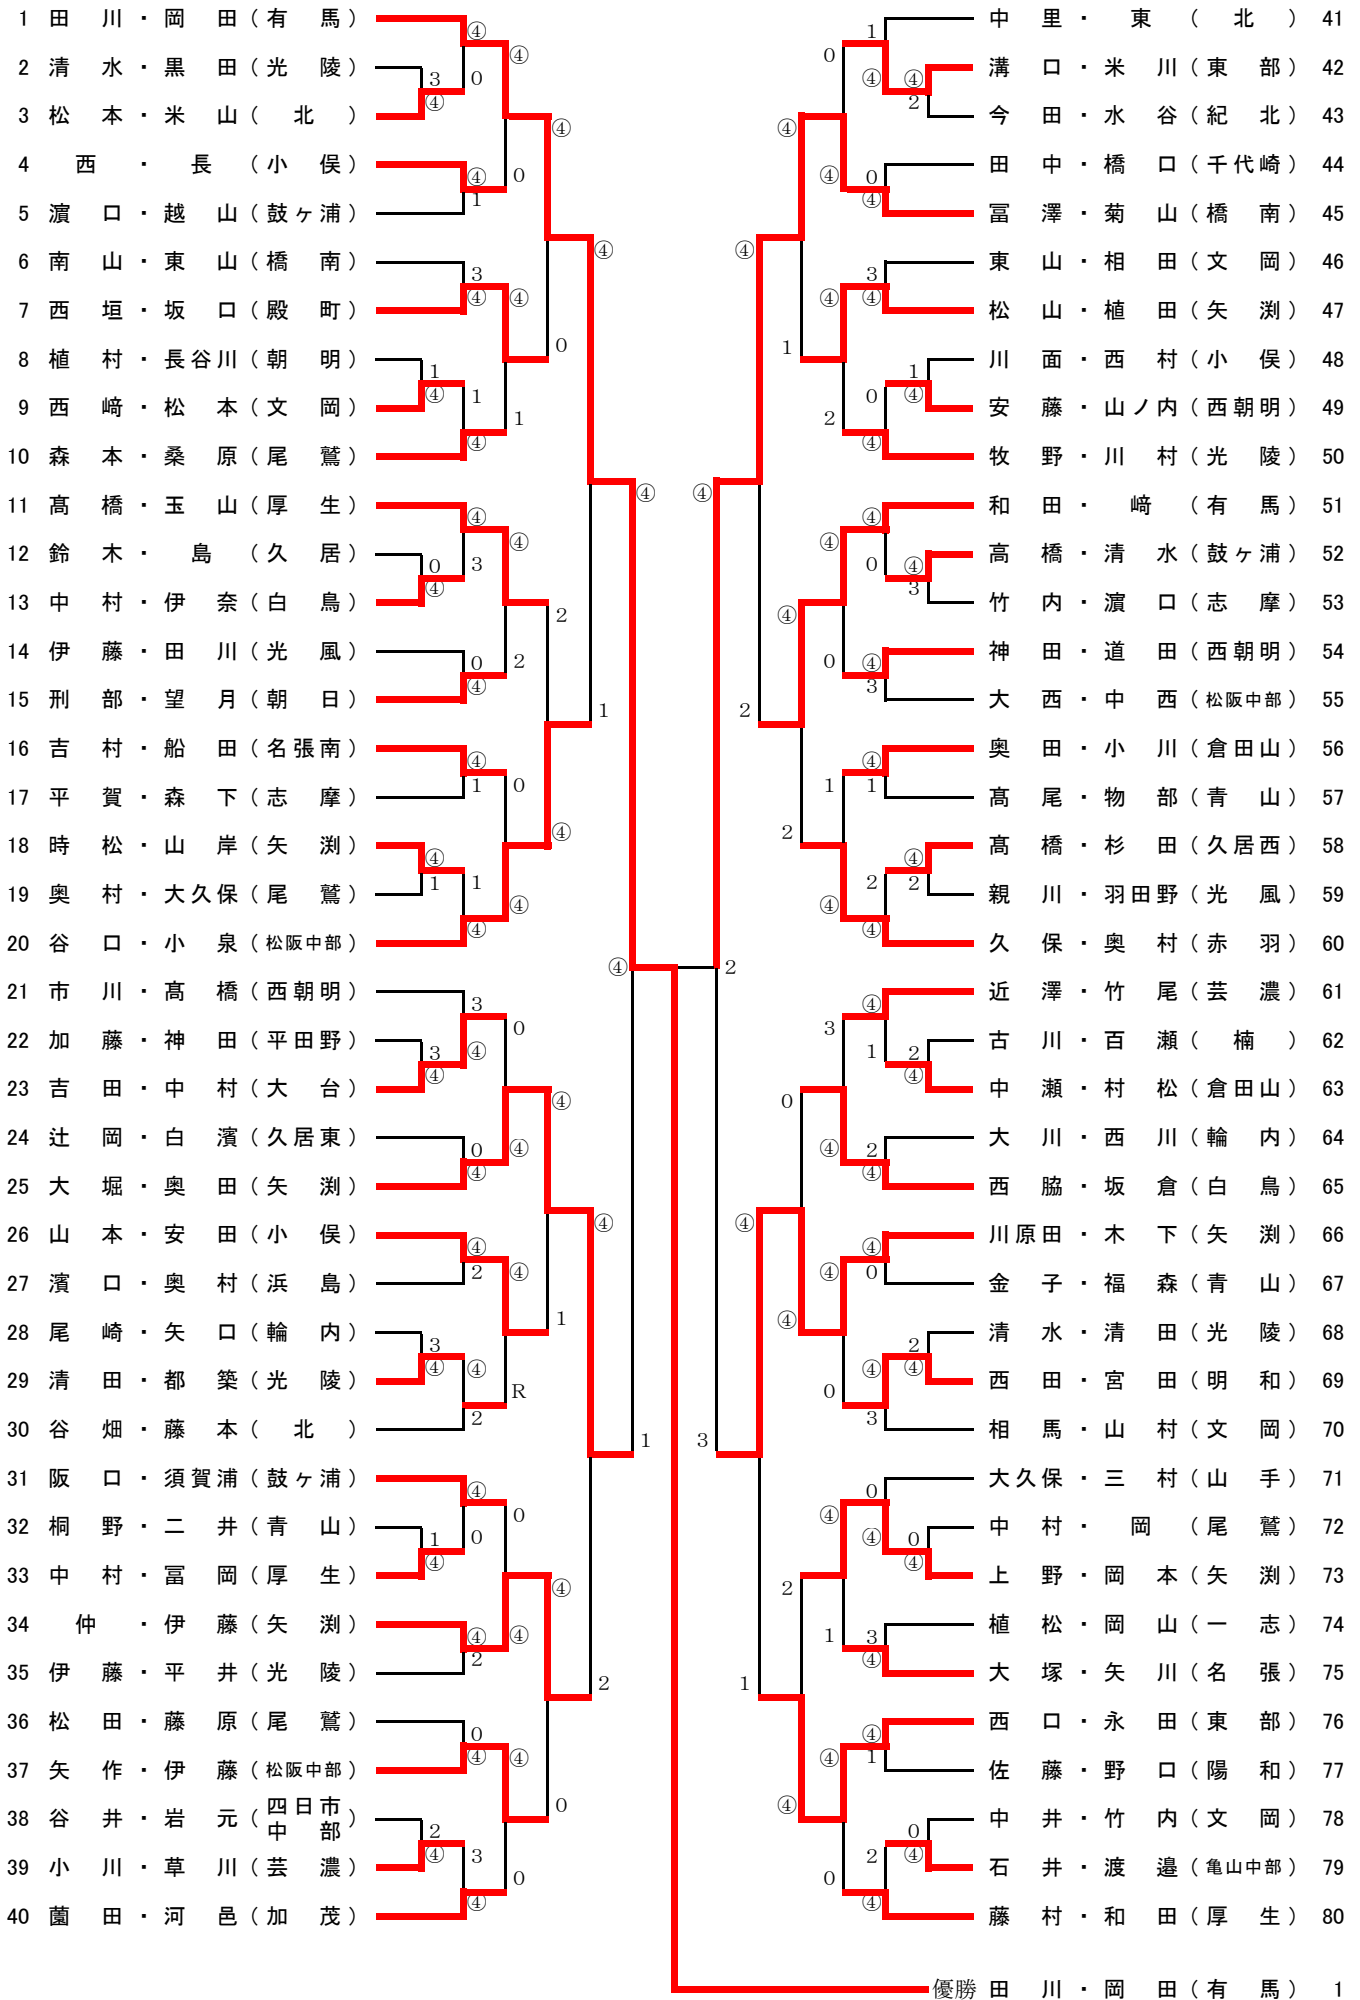 1 田川・岡田(有馬)
2 清水・黒田(光陵)
3 松本・米山(北)
4 西・長(小俣)
5 濵口・越山(鼓ヶ浦)
6 南山・東山(橋南)
7 西垣・坂口(殿町)
8 植村・長谷川(朝明)
9 西﨑・松本(文岡)
10 森本・桑原(尾鷲)
11 髙橋・玉山(厚生)
12 鈴木・島(久居)
13 中村・伊奈(白鳥)
14 伊藤・田川(光風)
15 刑部・望月(朝日)
16 吉村・船田(名張南)
17 平賀・森下(志摩)
18 時松・山岸(矢渕)
19 奥村・大久保(尾鷲)
20 谷口・小泉(松阪中部)
21 市川・髙橋(西朝明)
22 加藤・神田(平田野)
23 吉田・中村(大台)
24 辻岡・白濱(久居東)
25 大堀・奥田(矢渕)
26 山本・安田(小俣)
27 濱口・奥村(浜島)
28 尾崎・矢口(輪内)
29 清田・都築(光陵)
30 谷畑・藤本(北)
31 阪口・須賀浦(鼓ヶ浦)
32 桐野・二井(青山)
33 中村・冨岡(厚生)
34 仲・伊藤(矢渕)
35 伊藤・平井(光陵)
36 松田・藤原(尾鷲)
37 矢作・伊藤(松阪中部)
38 谷井・岩元(四日市中部)
39 小川・草川(芸濃)
40 薗田・河邑(加茂)
中里・東(北) 41
溝口・米川(東部) 42
今田・水谷(紀北) 43
田中・橋口(千代崎) 44
冨澤・菊山(橋南) 45
東山・相田(文岡) 46
松山・植田(矢渕) 47
川面・西村(小俣) 48
安藤・山ノ内(西朝明) 49
牧野・川村(光陵) 50
和田・﨑(有馬) 51
高橋・清水(鼓ヶ浦) 52
竹内・濵口(志摩) 53
神田・道田(西朝明) 54
大西・中西(松阪中部) 55
奥田・小川(倉田山) 56
髙尾・物部(青山) 57
髙橋・杉田(久居西) 58
親川・羽田野(光風) 59
久保・奥村(赤羽) 60
近澤・竹尾(芸濃) 61
古川・百瀬(楠) 62
中瀬・村松(倉田山) 63
大川・西川(輪内) 64
西脇・坂倉(白鳥) 65
川原田・木下(矢渕) 66
金子・福森(青山) 67
清水・清田(光陵) 68
西田・宮田(明和) 69
相馬・山村(文岡) 70
大久保・三村(山手) 71
中村・岡(尾鷲) 72
上野・岡本(矢渕) 73
植松・岡山(一志) 74
大塚・矢川(名張) 75
西口・永田(東部) 76
佐藤・野口(陽和) 77
中井・竹内(文岡) 78
石井・渡邉(亀山中部) 79
藤村・和田(厚生) 80
優勝 田川・岡田(有馬) 1